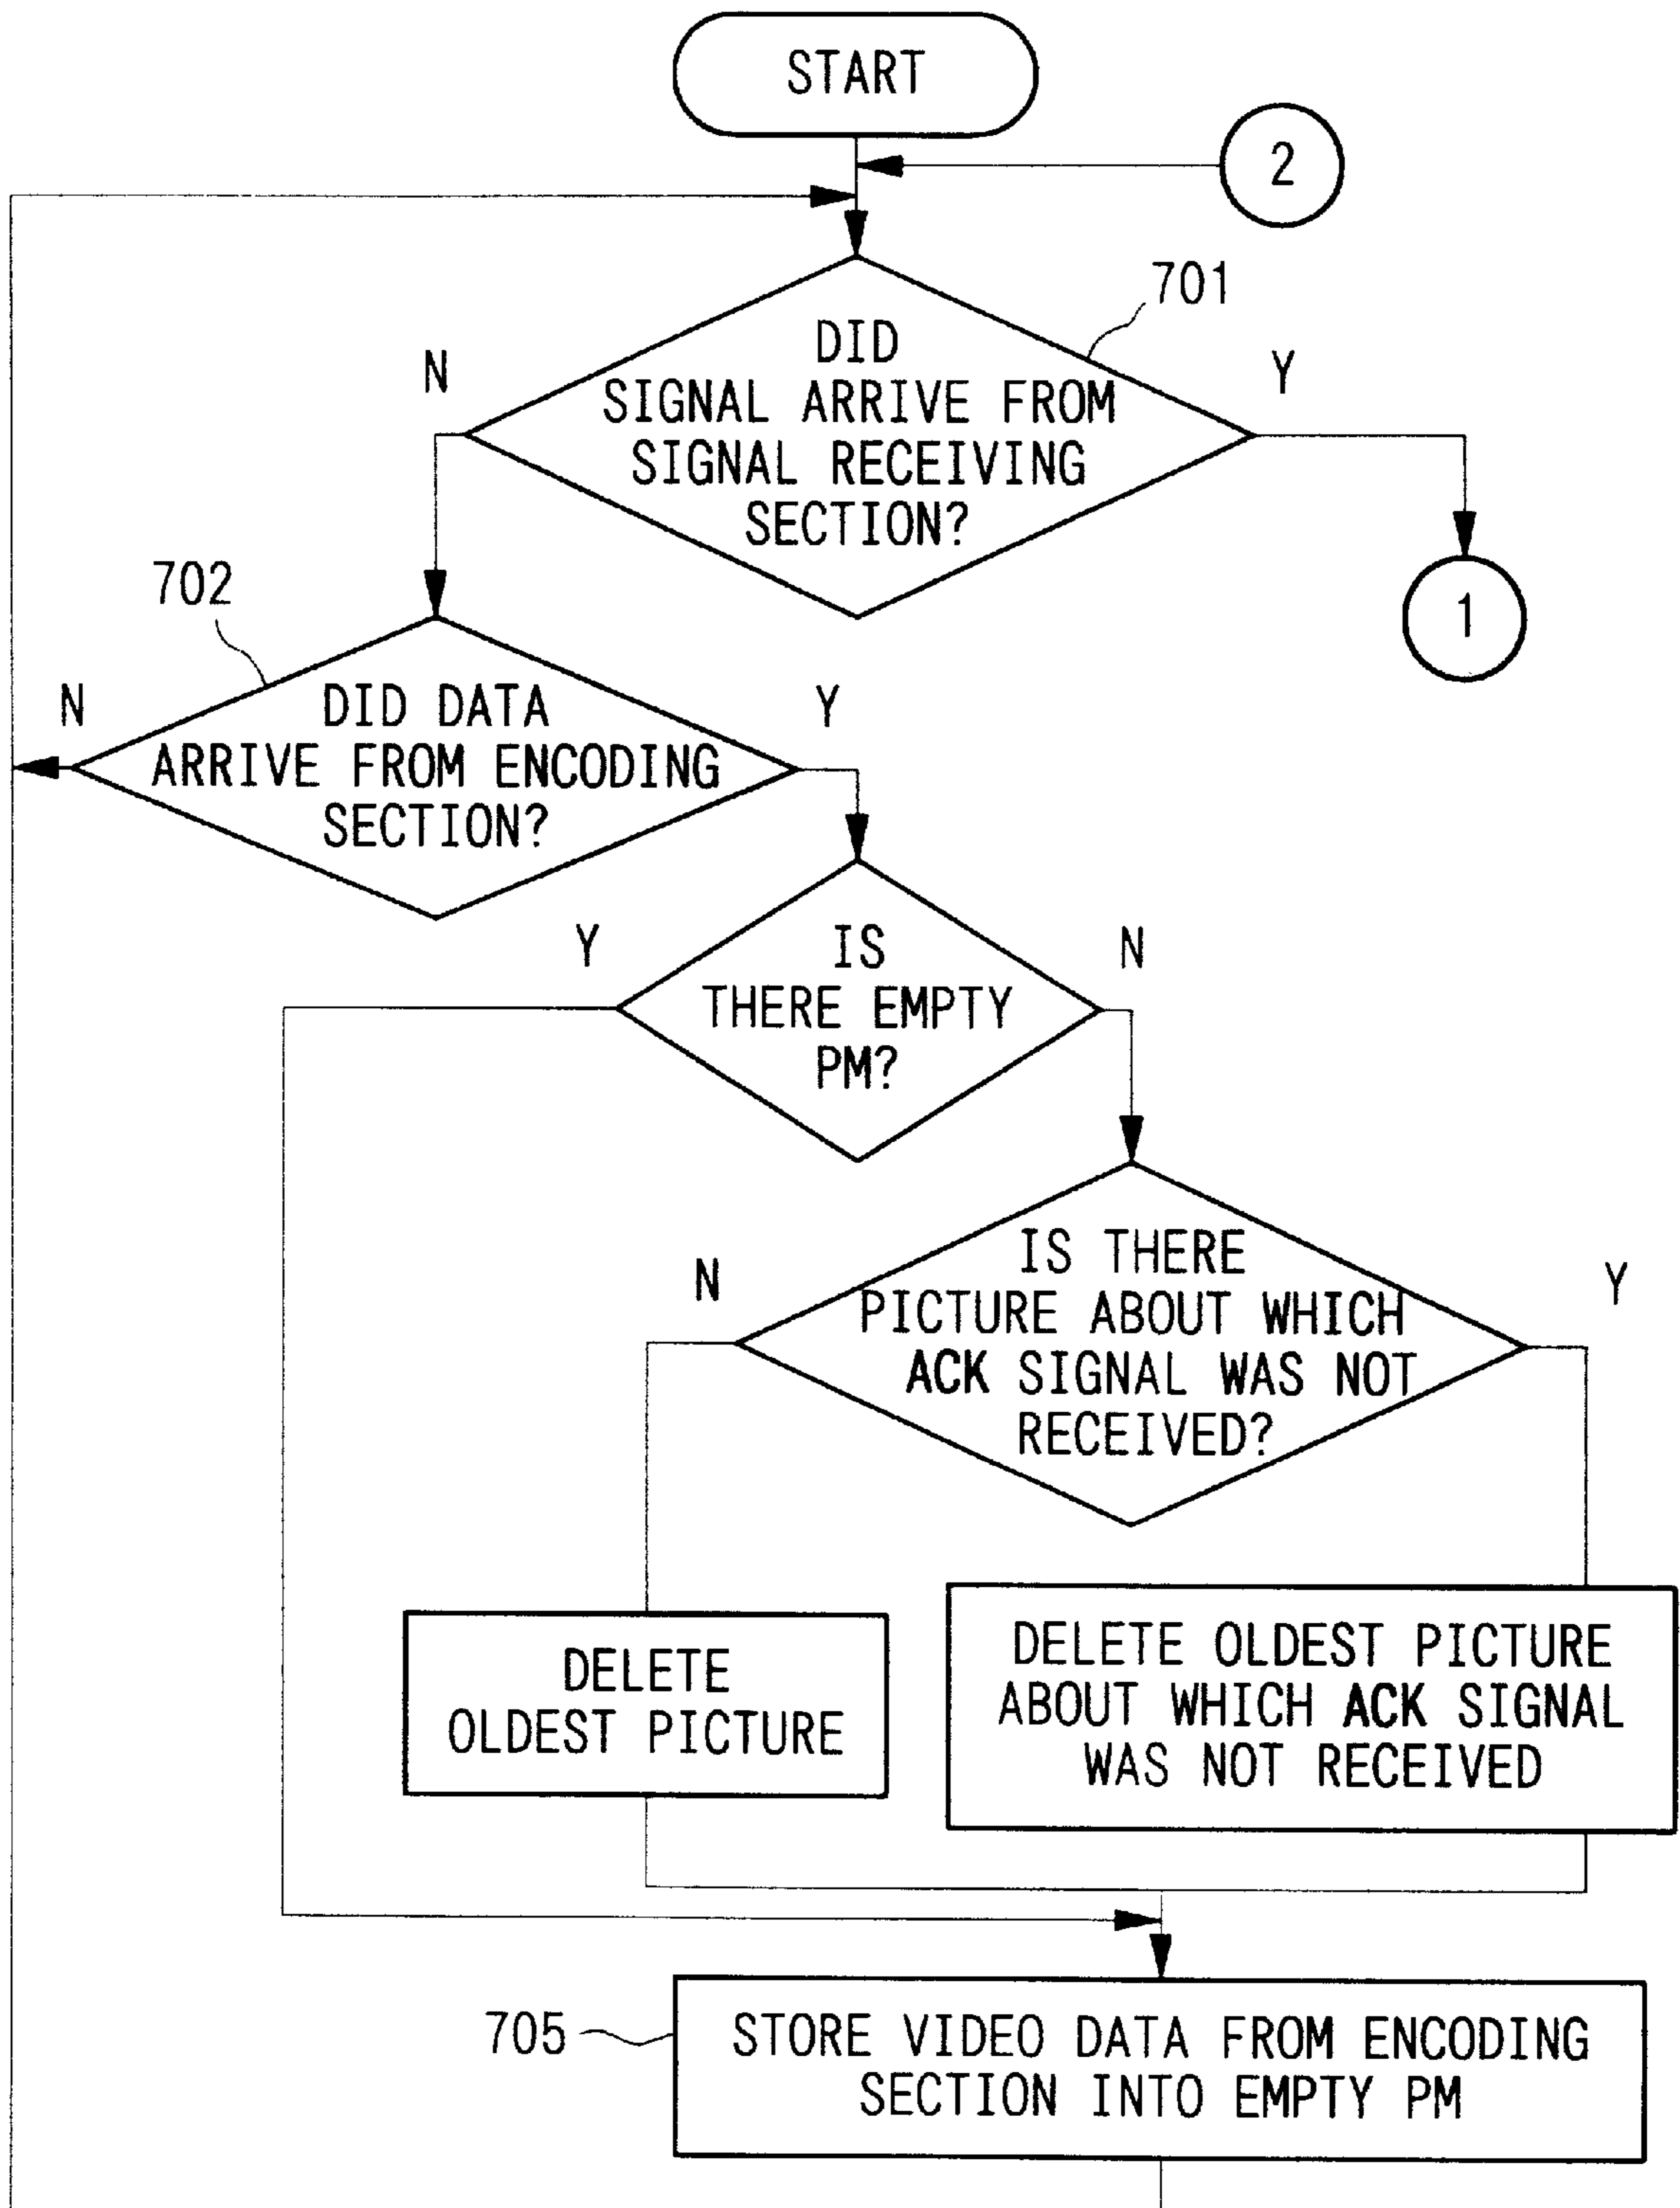 START
2
701
DID
SIGNAL ARRIVE FROM
SIGNAL RECEIVING
SECTION?
N
Y
1
702
DID DATA
ARRIVE FROM ENCODING
SECTION?
N
Y
IS
THERE EMPTY
PM?
Y
N
IS THERE
PICTURE ABOUT WHICH
ACK SIGNAL WAS NOT
RECEIVED?
N
Y
DELETE
OLDEST PICTURE
DELETE OLDEST PICTURE
ABOUT WHICH ACK SIGNAL
WAS NOT RECEIVED
705
STORE VIDEO DATA FROM ENCODING
SECTION INTO EMPTY PM